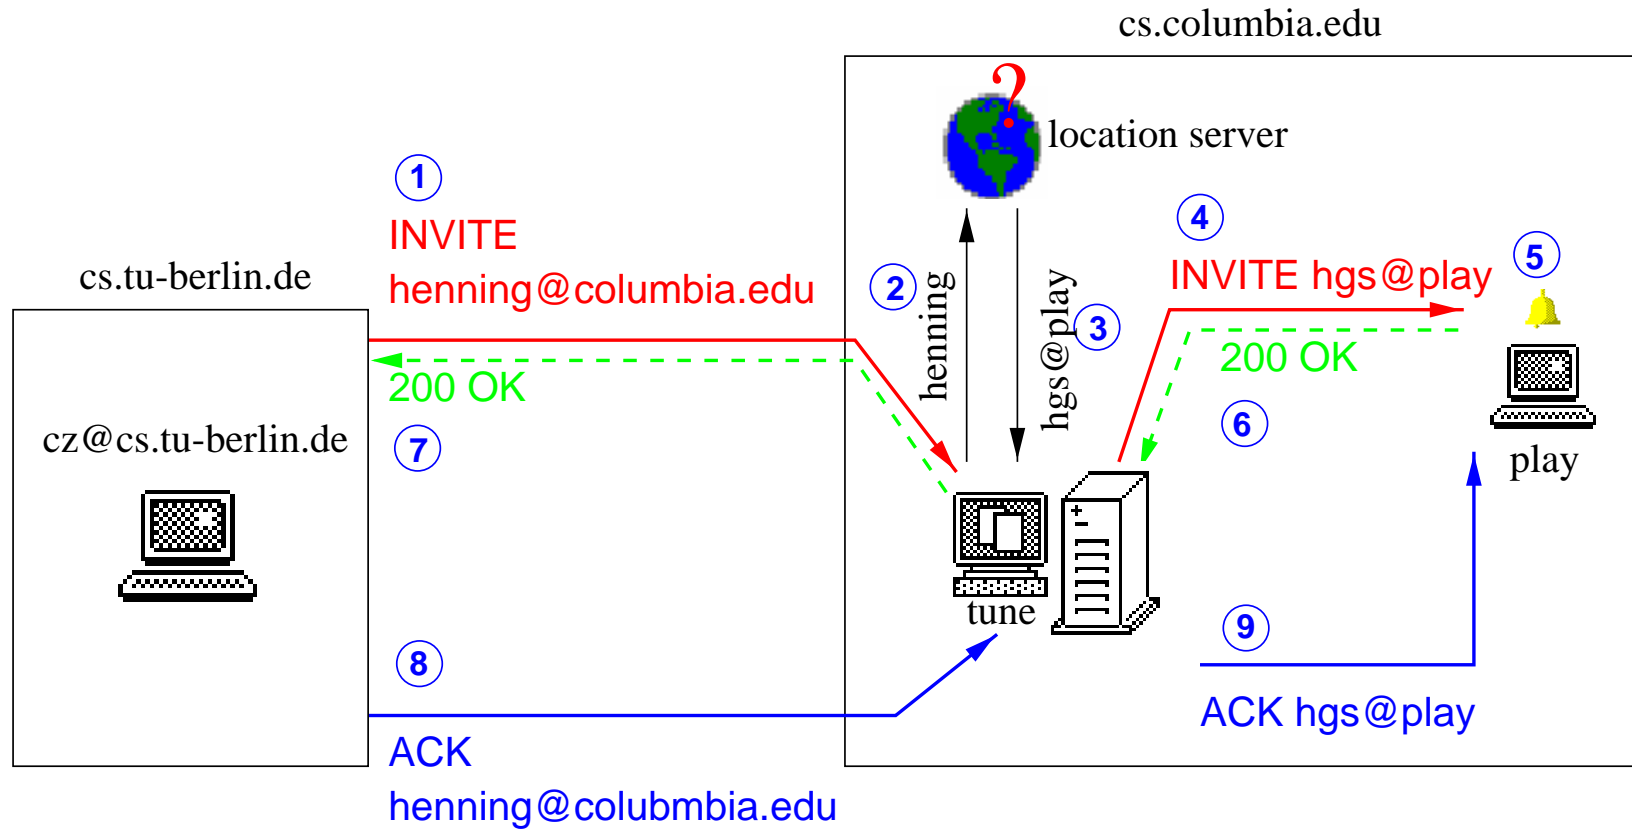 cs.columbia.edu
?
location server
1
INVITE
henning@columbia.edu
cs.tu-berlin.de
200 OK
7
cz@cs.tu-berlin.de
2
henning
hgs@play
3
4
INVITE hgs@play
5
200 OK
6
play
tune
8
ACK
henning@colubmbia.edu
9
ACK hgs@play